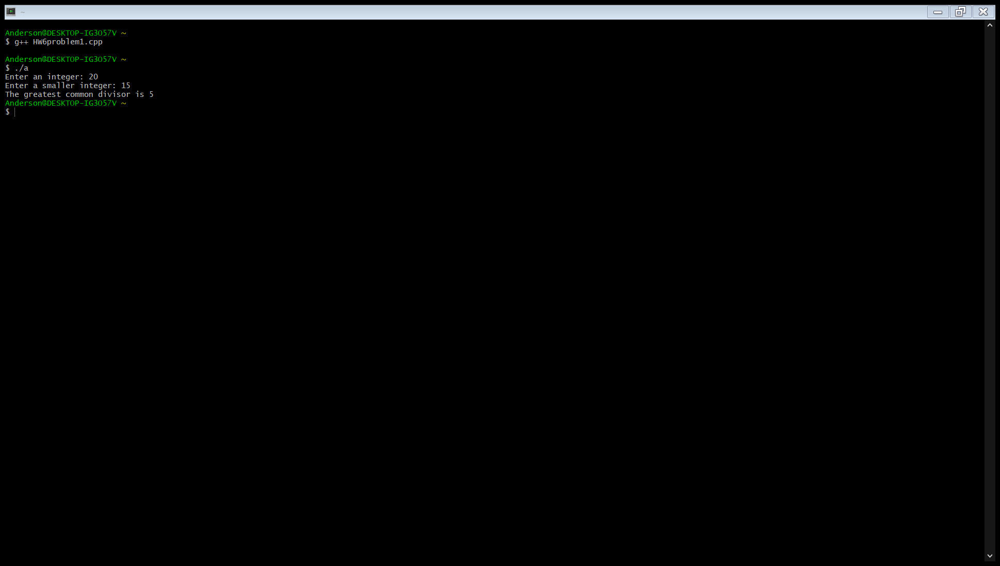 ~
Anderson@DESKTOP-IG3O57V ~
$ g++ HW6problem1.cpp
Anderson@DESKTOP-IG3O57V ~
$ ./a
Enter an integer: 20
Enter a smaller integer: 15
The greatest common divisor is 5
Anderson@DESKTOP-IG3O57V ~
$